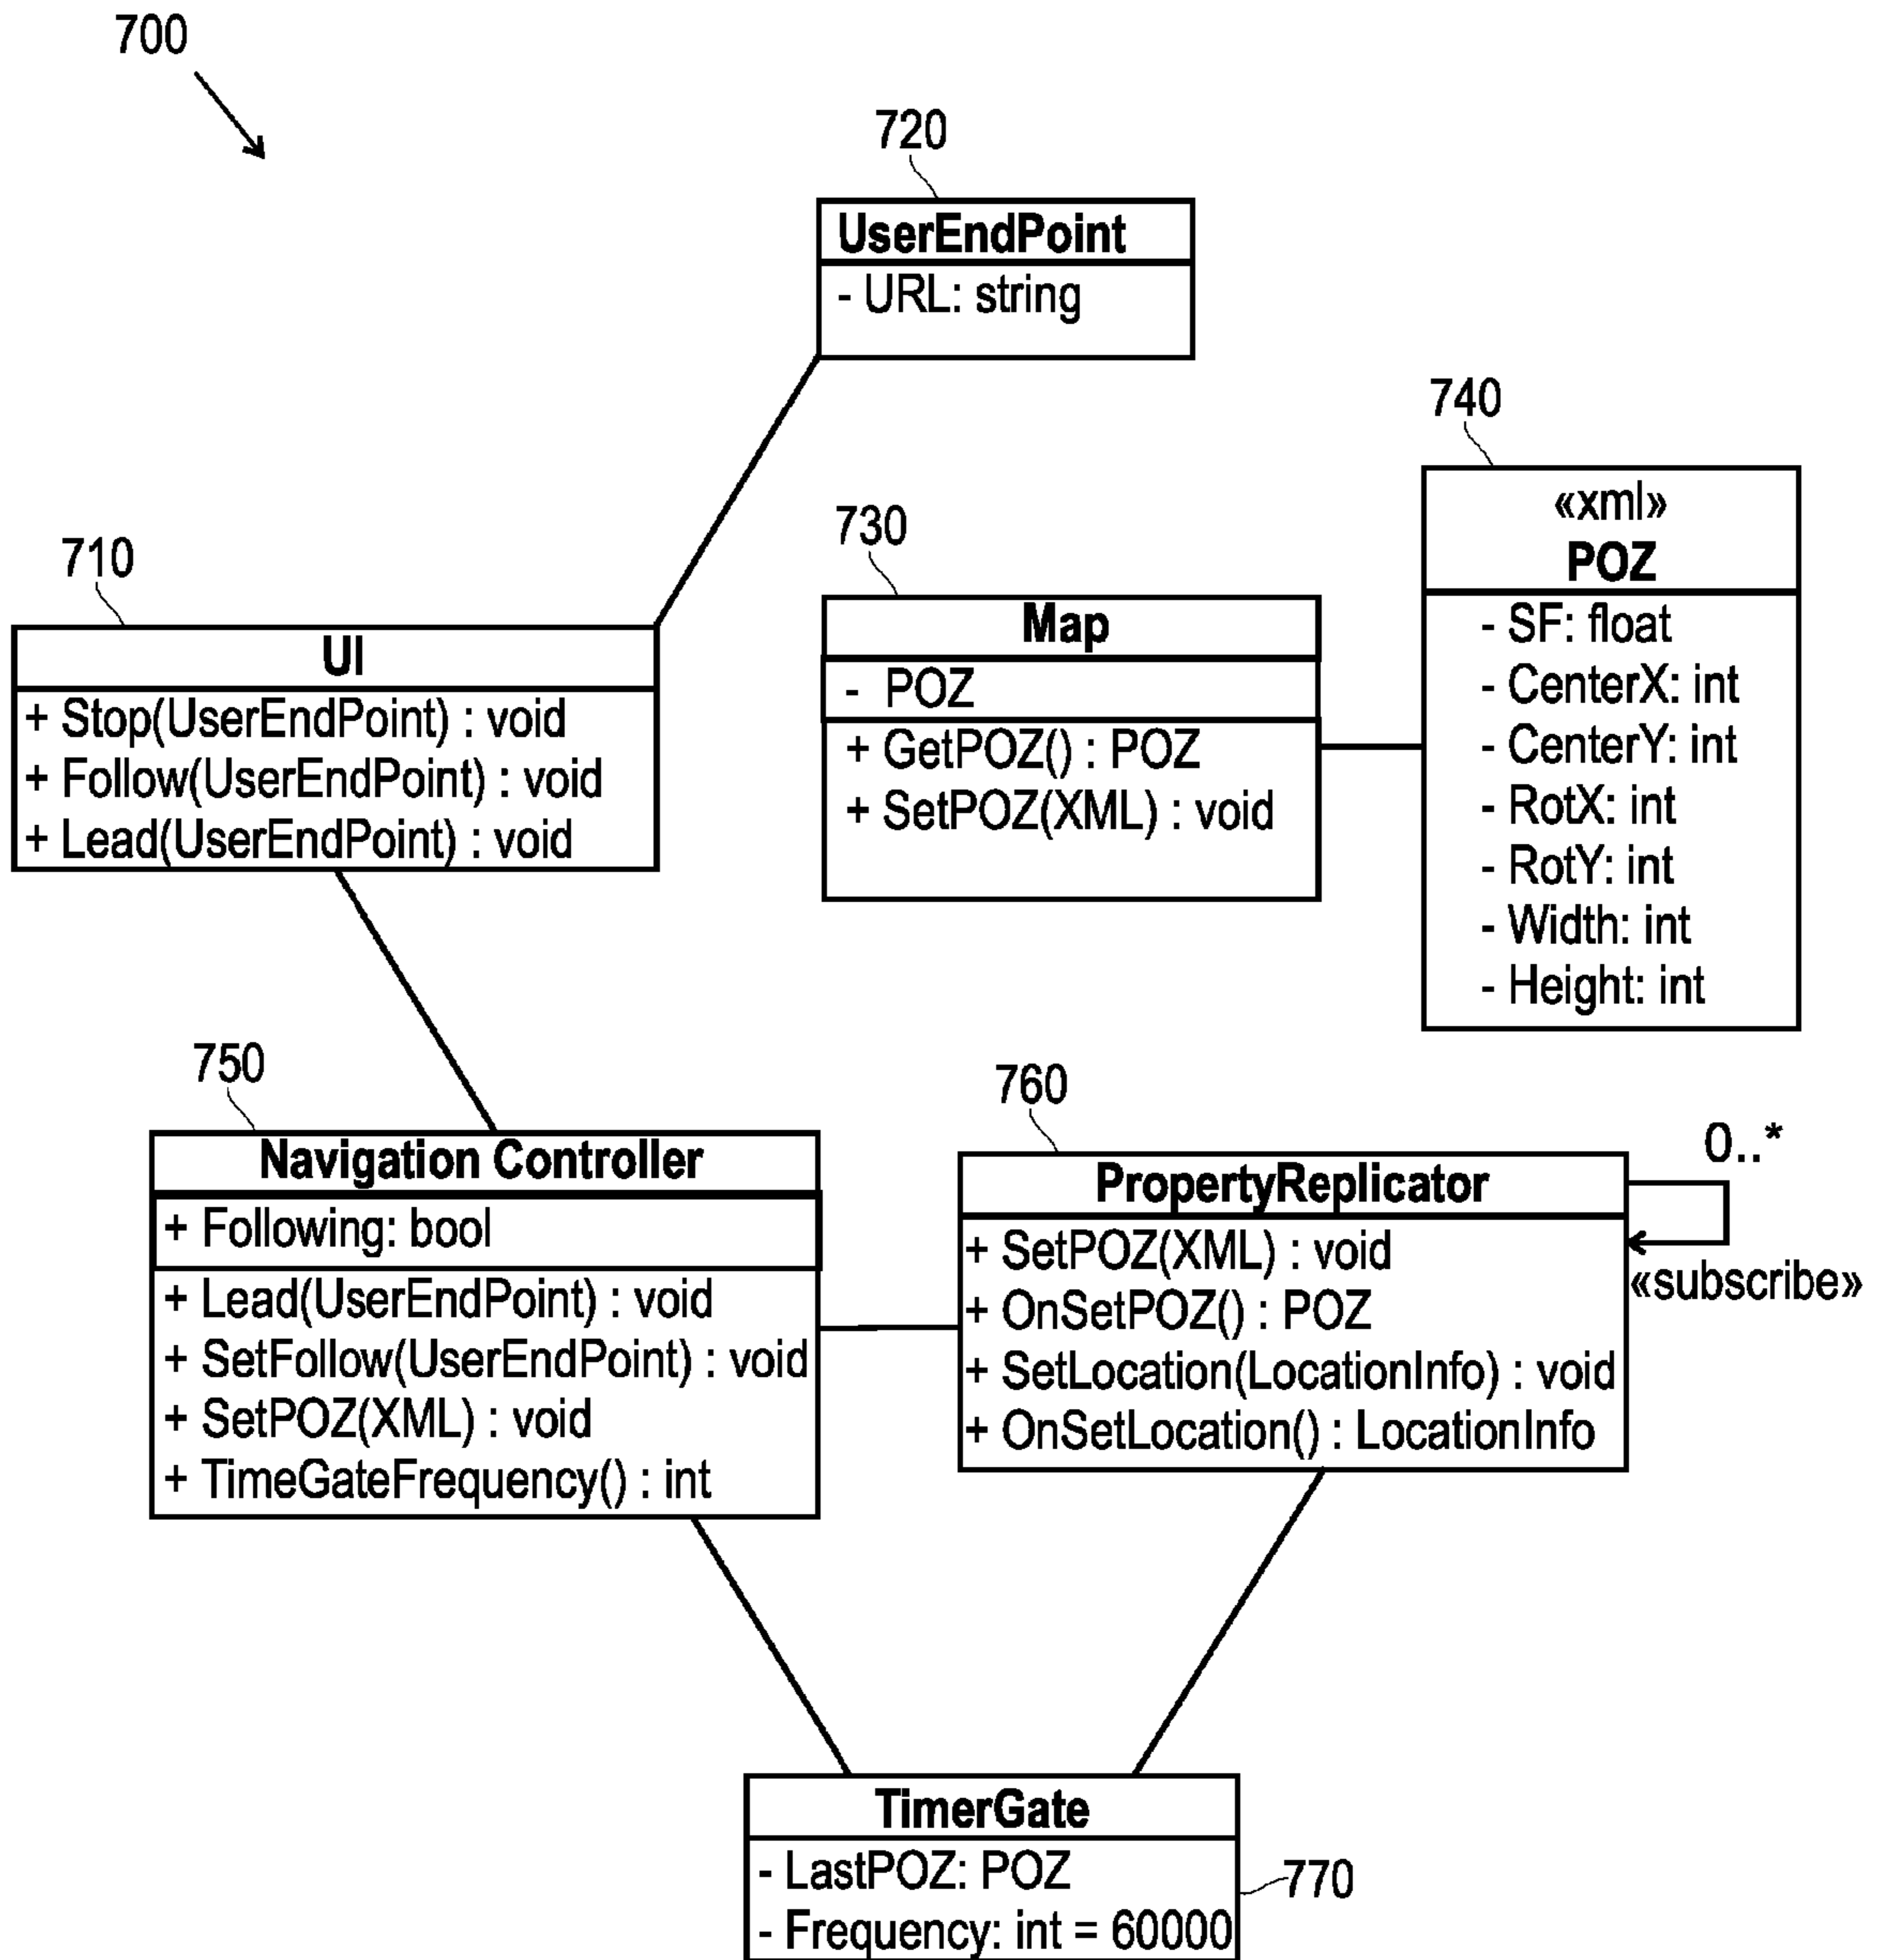 700
720
UserEndPoint
- URL: string
740
«xml»
POZ
- SF: float
- CenterX: int
- CenterY: int
- RotX: int
- RotY: int
- Width: int
- Height: int
730
Map
- POZ
+ GetPOZ() : POZ
+ SetPOZ(XML) : void
710
UI
+ Stop(UserEndPoint) : void
+ Follow(UserEndPoint) : void
+ Lead(UserEndPoint) : void
750
Navigation Controller
+ Following: bool
+ Lead(UserEndPoint) : void
+ SetFollow(UserEndPoint) : void
+ SetPOZ(XML) : void
+ TimeGateFrequency() : int
760
PropertyReplicator
+ SetPOZ(XML) : void
+ OnSetPOZ() : POZ
+ SetLocation(LocationInfo) : void
+ OnSetLocation() : LocationInfo
0..*
«subscribe»
TimerGate
- LastPOZ: POZ
- Frequency: int = 60000
770